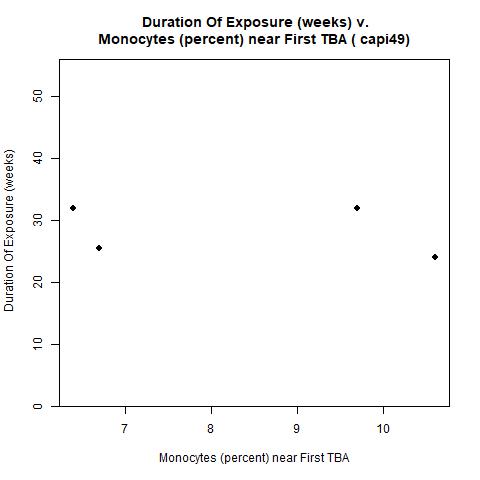 Duration Of Exposure (weeks) v.
Monocytes (percent) near First TBA ( capi49)
Duration Of Exposure (weeks)
50
40
30
20
10
0
7 8 9 10
Monocytes (percent) near First TBA